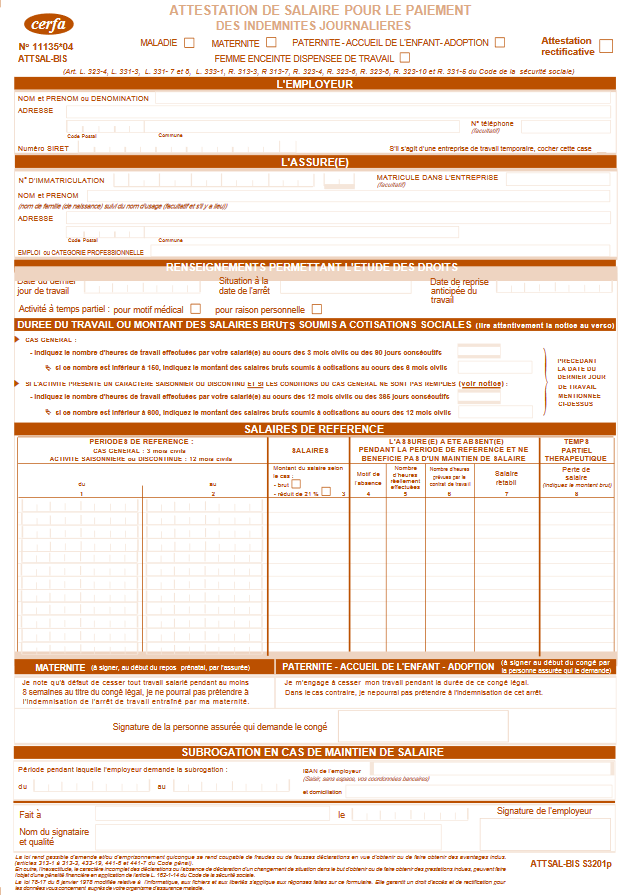 cerfa
N° 11135*04
ATTSAL-BIS
ATTESTATION DE SALAIRE POUR LE PAIEMENT
DES INDEMNITES JOURNALIERES
MALADIE
MATERNITE
PATERNITE - ACCUEIL DE L'ENFANT - ADOPTION
FEMME ENCEINTE DISPENSEE DE TRAVAIL
Attestation
rectificative
(Art. L. 323-4, L. 331-3, L. 331- 7 et 8, L. 333-1, R. 313-3, R 313-7, R. 323-4, R. 323-6, R. 323-8, R. 323-10 et R. 331-5 du Code de la sécurité sociale)
L'EMPLOYEUR
NOM et PRENOM ou DENOMINATION
ADRESSE
Code Postal
Commune
N° téléphone
(facultatif)
Numéro SIRET
S'il s'agit d'une entreprise de travail temporaire, cocher cette case
L'ASSURE(E)
N° D'IMMATRICULATION
MATRICULE DANS L'ENTREPRISE
(facultatif)
NOM et PRENOM
(nom de famille (de naissance) suivi du nom d'usage (facultatif et s'il y a lieu))
ADRESSE
Code Postal
Commune
EMPLOI ou CATEGORIE PROFESSIONNELLE
RENSEIGNEMENTS PERMETTANT L'ETUDE DES DROITS
Date du dernier
jour de travail
Situation à la
date de l'arrêt
Date de reprise
anticipée du
travail
Activité à temps partiel : pour motif médical
pour raison personnelle
DUREE DU TRAVAIL OU MONTANT DES SALAIRES BRUTS SOUMIS A COTISATIONS SOCIALES (lire attentivement la notice au verso)
CAS GENERAL :
- Indiquez le nombre d'heures de travail effectuées par votre salarié(e) au cours des 3 mois civils ou des 90 jours consécutifs
si ce nombre est inférieur à 150, indiquez le montant des salaires bruts soumis à cotisations au cours des 6 mois civils
SI L'ACTIVITE PRESENTE UN CARACTERE SAISONNIER OU DISCONTINU ET SI LES CONDITIONS DU CAS GENERAL NE SONT PAS REMPLIES (voir notice) :
- Indiquez le nombre d'heures de travail effectuées par votre salarié(e) au cours des 12 mois civils ou des 365 jours consécutifs
si ce nombre est inférieur à 600, indiquez le montant des salaires bruts soumis à cotisations au cours des 12 mois civils
PRECEDANT
LA DATE DU
DERNIER JOUR
DE TRAVAIL
MENTIONNEE
CI-DESSUS
SALAIRES DE REFERENCE
PERIODES DE REFERENCE :
CAS GENERAL : 3 mois civils
ACTIVITE SAISONNIERE ou DISCONTINUE : 12 mois civils
SALAIRES
L'ASSURE(E) A ETE ABSENT(E)
PENDANT LA PERIODE DE REFERENCE ET NE
BENEFICIE PAS D'UN MAINTIEN DE SALAIRE
TEMPS
PARTIEL
THERAPEUTIQUE
du
1
au
2
Montant du salaire selon
le cas :
- brut
- réduit de 21 %
3
Motif de
l'absence
4
Nombre
d'heures
réellement
effectuées
5
Nombre d'heures
prévues par le
contrat de travail
6
Salaire
rétabli
7
Perte de
salaire
(indiquez le montant brut)
8
MATERNITE (à signer, au début du repos prénatal, par l'assurée)
PATERNITE - ACCUEIL DE L'ENFANT - ADOPTION (à signer au début du congé par
la personne assurée qui le demande)
Je note qu'à défaut de cesser tout travail salarié pendant au moins
8 semaines au titre du congé légal, je ne pourrai pas prétendre à
l'indemnisation de l'arrêt de travail entraîné par ma maternité.
Je m'engage à cesser mon travail pendant la durée de ce congé légal.
Dans le cas contraire, je ne pourrai prétendre à l'indemnisation de cet arrêt.
Signature de la personne assurée qui demande le congé
SUBROGATION EN CAS DE MAINTIEN DE SALAIRE
Période pendant laquelle l'employeur demande la subrogation :
du
au
IBAN de l'employeur
(Saisir, sans espace, vos coordonnées bancaires)
et domiciliation
Fait à
le
Signature de l'employeur
Nom du signataire
et qualité
La loi rend passible d'amende et/ou d'emprisonnement quiconque se rend coupable de fraudes ou de fausses déclarations en vue d'obtenir ou de faire obtenir des avantages indus.
(articles 313-1 à 313-3, 433-19, 441-6 et 441-7 du Code pénal).
En outre, l'inexactitude, le caractère incomplet des déclarations ou l'absence de déclaration d'un changement de situation dans le but d'obtenir ou de faire obtenir des prestations indues, peuvent faire
l'objet d'une pénalité financière en application de l'article L. 162-1-14 du Code de la sécurité sociale.
La loi 78-17 du 6 janvier 1978 modifiée relative à l'informatique, aux fichiers et aux libertés s'applique aux réponses faites sur ce formulaire. Elle garantit un droit d'accès et de rectification pour
les données vous concernant auprès de votre organisme d'assurance maladie.
ATTSAL-BIS S3201p